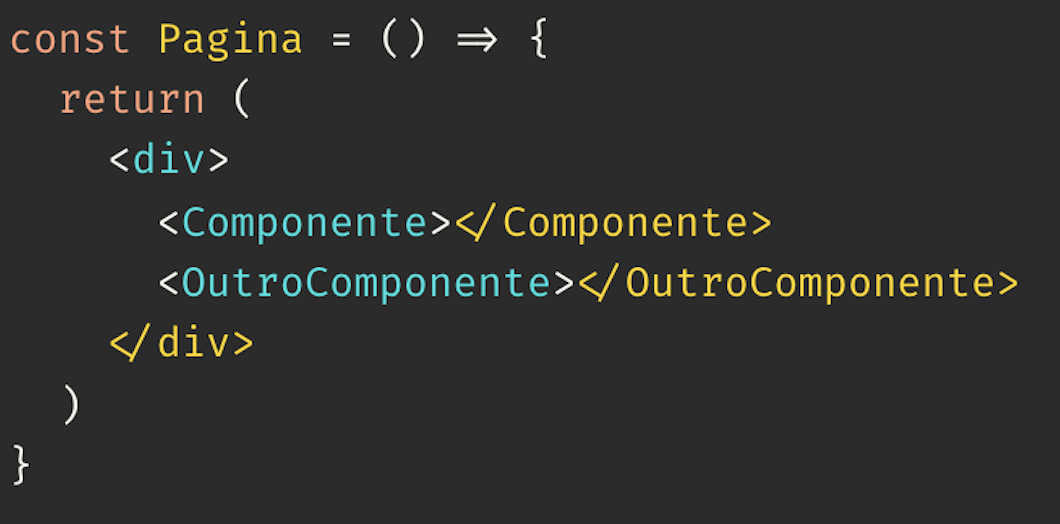 const Pagina = () => {
  return (
    <div>
      <Componente></Componente>
      <OutroComponente></OutroComponente>
    </div>
  )
}